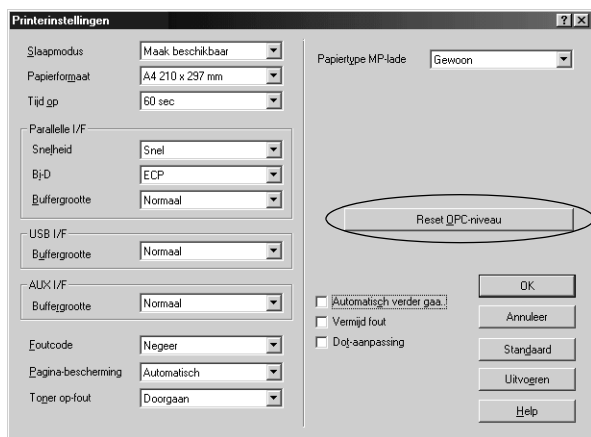 Printerinstellingen
Slaapmodus Maak beschikbaar
Papierformaat A4 210 x 297 mm
Tijd op 60 sec
Parallelle I/F
Snelheid Snel
Bi-D ECP
Buffergrootte Normaal
USB I/F
Buffergrootte Normaal
AUX I/F
Buffergrootte Normaal
Foutcode Negeer
Pagina-bescherming Automatisch
Toner op-fout Doorgaan
Papiertype MP-lade Gewoon
Reset OPC-niveau
Automatisch verder gaa.
Vermijd fout
Dot-aanpassing
OK
Annuleer
Standaard
Uitvoeren
Help